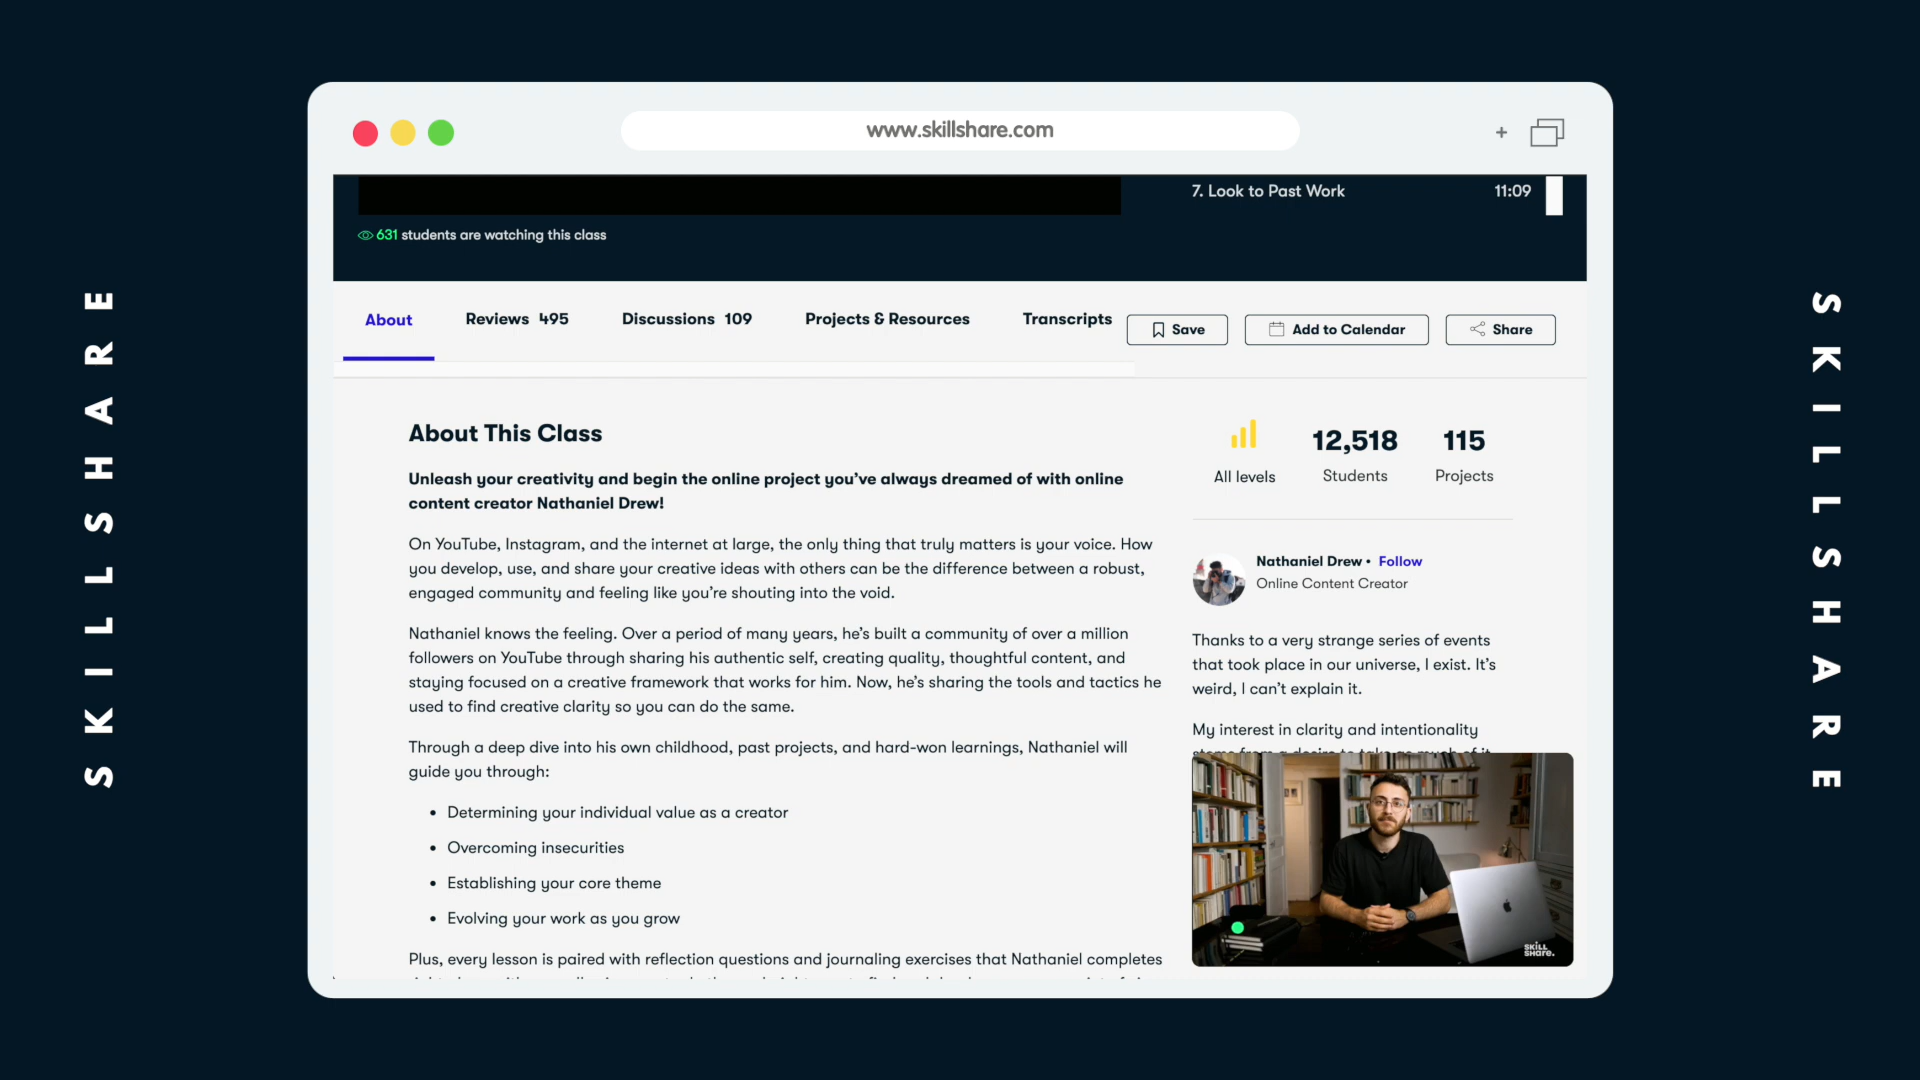 www.skillshare.com
+
7. Look to Past Work 11:09
631 students are watching this class
About Reviews 495 Discussions 109 Projects & Resources Transcripts Save Add to Calendar Share
About This Class
Unleash your creativity and begin the online project you’ve always dreamed of with online
content creator Nathaniel Drew!
On YouTube, Instagram, and the internet at large, the only thing that truly matters is your voice. How
you develop, use, and share your creative ideas with others can be the difference between a robust,
engaged community and feeling like you’re shouting into the void.
Nathaniel knows the feeling. Over a period of many years, he’s built a community of over a million
followers on YouTube through sharing his authentic self, creating quality, thoughtful content, and
staying focused on a creative framework that works for him. Now, he’s sharing the tools and tactics he
used to find creative clarity so you can do the same.
Through a deep dive into his own childhood, past projects, and hard-won learnings, Nathaniel will
guide you through:
• Determining your individual value as a creator
• Overcoming insecurities
• Establishing your core theme
• Evolving your work as you grow
Plus, every lesson is paired with reflection questions and journaling exercises that Nathaniel completes
12,518 115
All levels Students Projects
Nathaniel Drew • Follow
Online Content Creator
Thanks to a very strange series of events
that took place in our universe, I exist. It’s
weird, I can’t explain it.
My interest in clarity and intentionality
SKILL
SHARE.
SKILLSHARE
SKILLSHARE